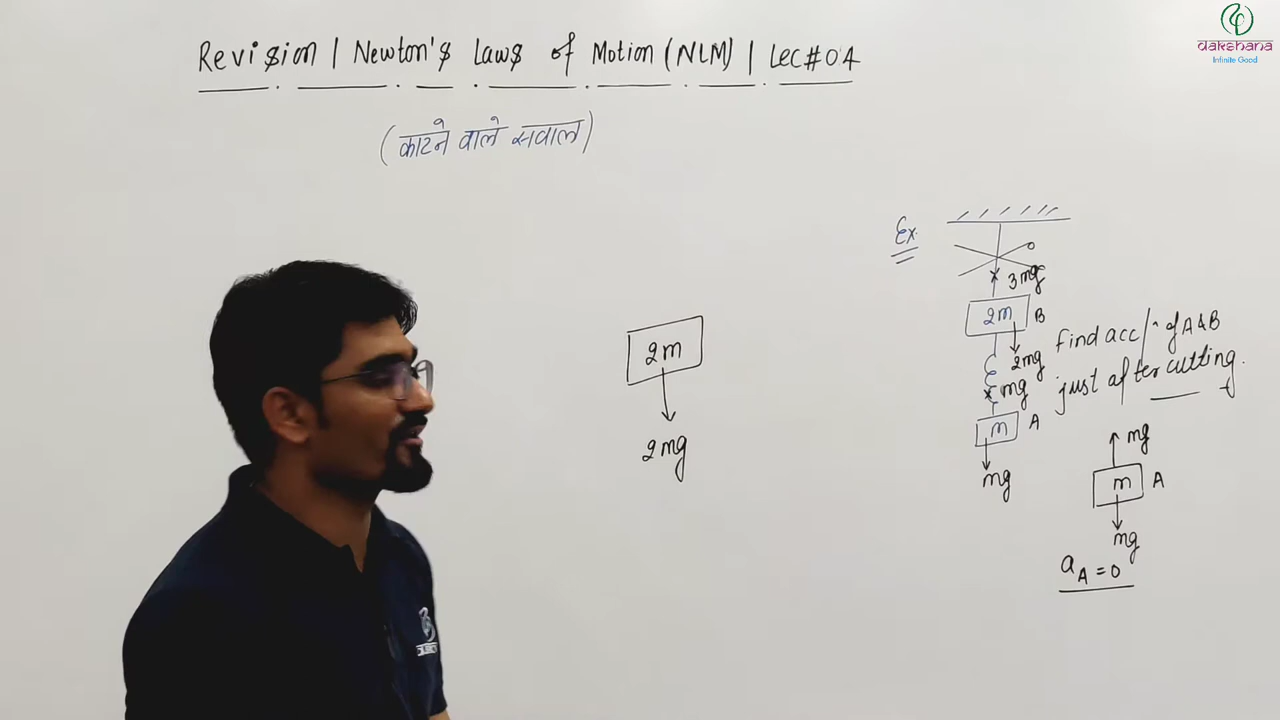 Revision | Newton's Laws of Motion (NLM) | Lec#04
(काटने वाले सवाल)
dakshana
Infinite Good
Ex.
3mg
2m B
2mg
mg
m A
mg
find acc/n of A & B
just after cutting.
2m
2mg
mg
m A
mg
a_A = 0